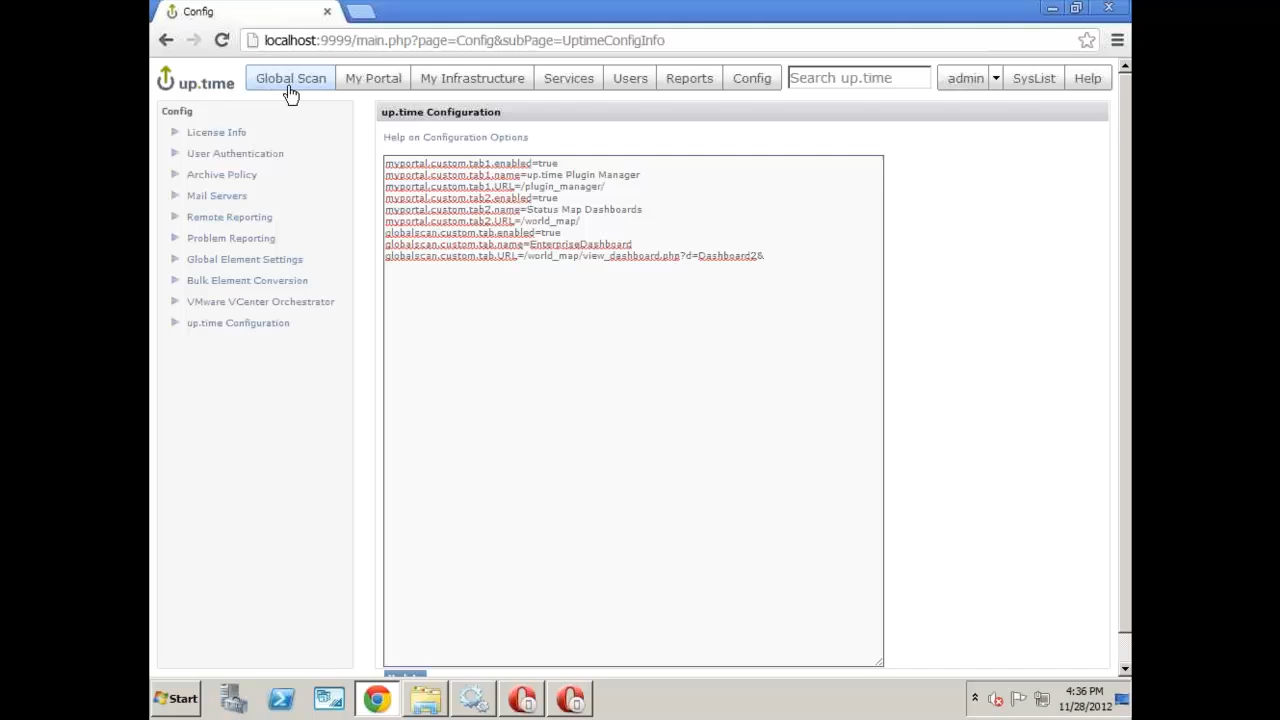 Config
localhost:9999/main.php?page=Config&subPage=UptimeConfigInfo
up.time
Global Scan
My Portal
My Infrastructure
Services
Users
Reports
Config
Search up.time
admin
SysList
Help
Config
License Info
User Authentication
Archive Policy
Mail Servers
Remote Reporting
Problem Reporting
Global Element Settings
Bulk Element Conversion
VMware VCenter Orchestrator
up.time Configuration
up.time Configuration
Help on Configuration Options
myportal.custom.tab1.enabled=true
myportal.custom.tab1.name=up.time Plugin Manager
myportal.custom.tab1.URL=/plugin_manager/
myportal.custom.tab2.enabled=true
myportal.custom.tab2.name=Status Map Dashboards
myportal.custom.tab2.URL=/world_map/
globalscan.custom.tab.enabled=true
globalscan.custom.tab.name=EnterpriseDashboard
globalscan.custom.tab.URL=/world_map/view_dashboard.php?d=Dashboard2&
Start
4:36 PM
11/28/2012